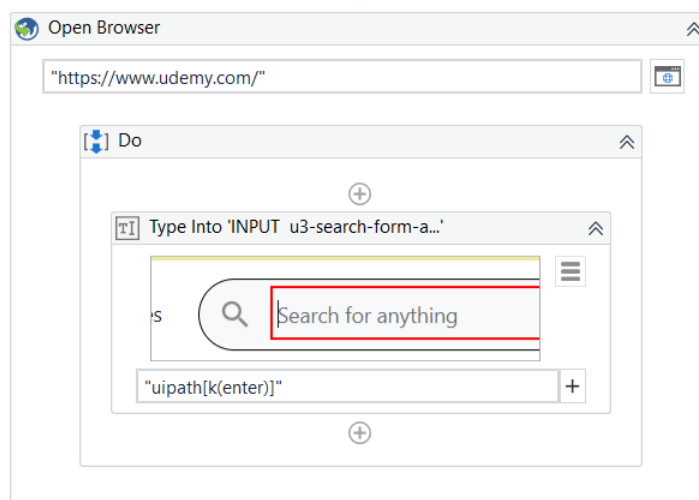 Open Browser
"https://www.udemy.com/"
Do
Type Into 'INPUT  u3-search-form-a...'
s
Search for anything
"uipath[k(enter)]"